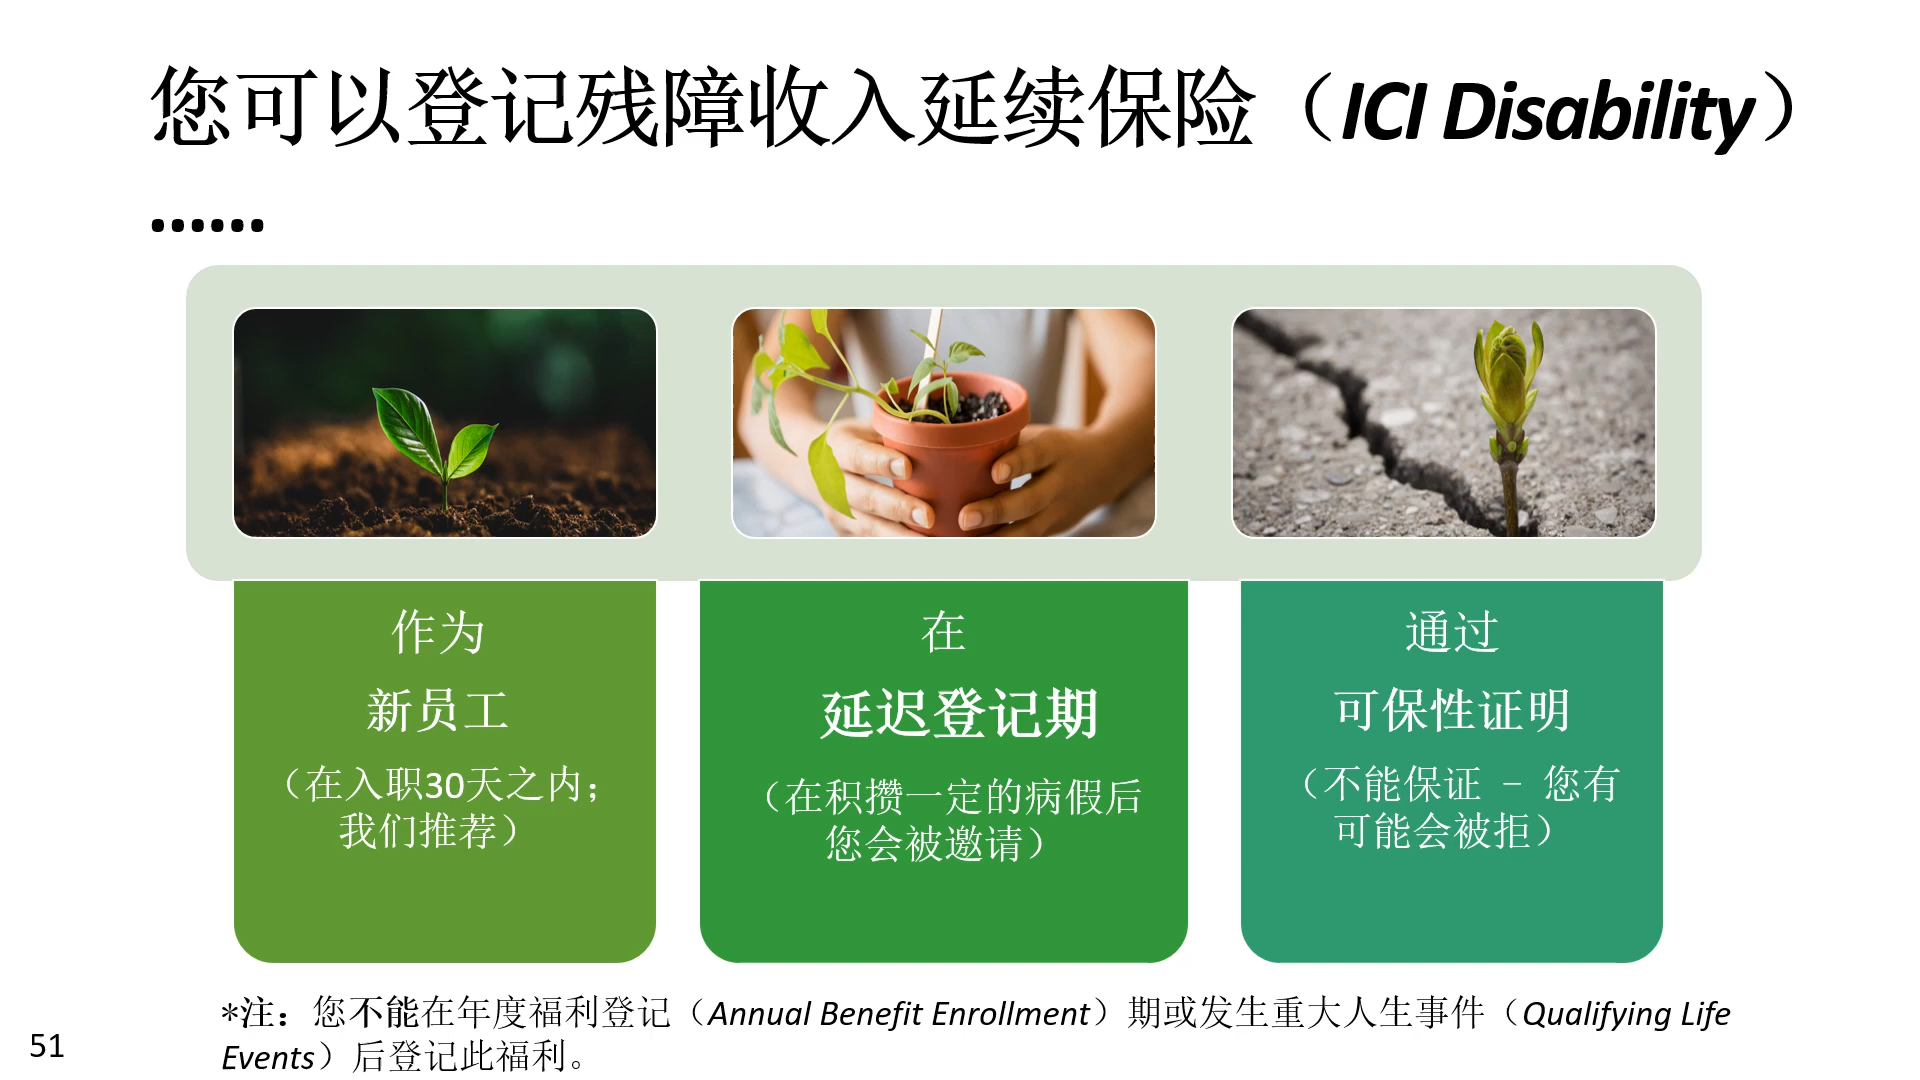 您可以登记残障收入延续保险（ICI Disability）
……
作为
新员工
（在入职30天之内；
我们推荐）
在
延迟登记期
（在积攒一定的病假后
您会被邀请）
通过
可保性证明
（不能保证 – 您有
可能会被拒）
*注：您不能在年度福利登记（Annual Benefit Enrollment）期或发生重大人生事件（Qualifying Life
Events）后登记此福利。
51